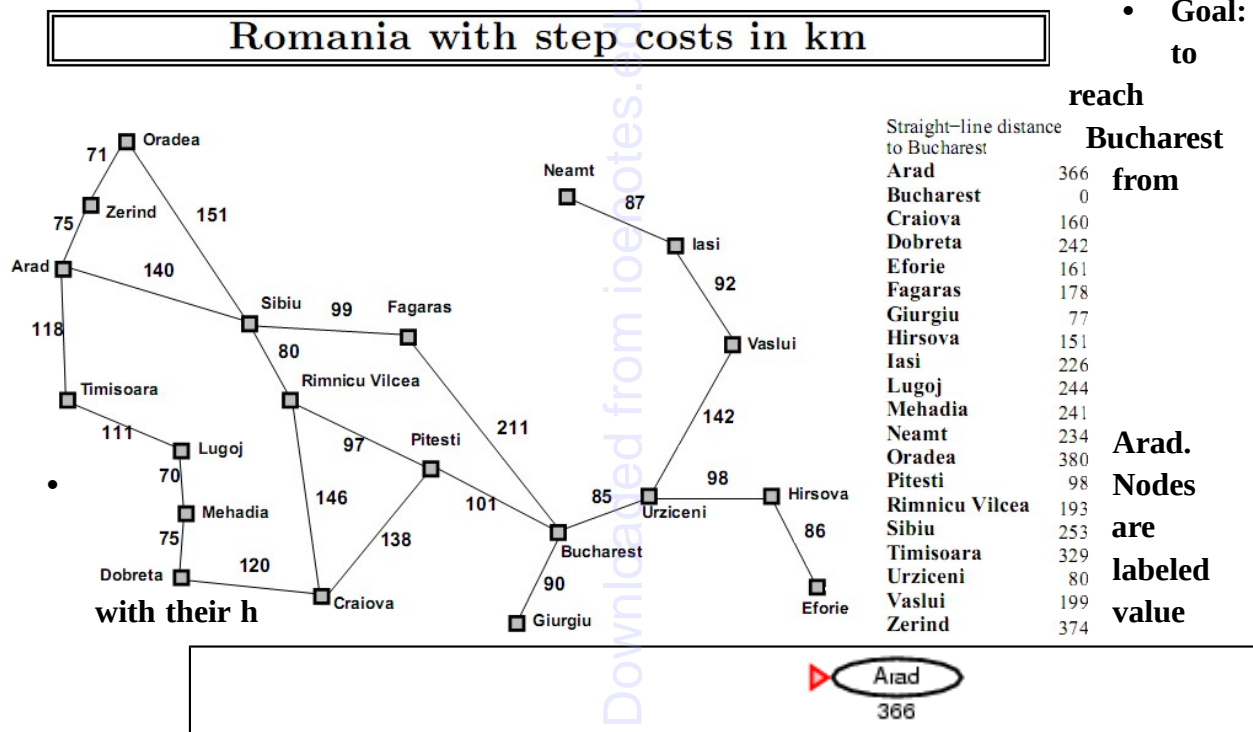 Romania with step costs in km
• Goal:
to
reach
Bucharest
from
Arad.
Nodes
are
labeled
value
•
with their h
Oradea
71
Zerind
75
151
Arad
140
118
Sibiu
99
Fagaras
80
Rimnicu Vilcea
Timisoara
111
Lugoj
70
97
Pitesti
211
Mehadia
146
101
75
138
Dobreta
120
Craiova
Bucharest
90
Giurgiu
Neamt
87
Iasi
92
Vaslui
142
85
Urziceni
98
Hirsova
86
Eforie
Straight−line distance
to Bucharest
Arad 366
Bucharest 0
Craiova 160
Dobreta 242
Eforie 161
Fagaras 178
Giurgiu 77
Hirsova 151
Iasi 226
Lugoj 244
Mehadia 241
Neamt 234
Oradea 380
Pitesti 98
Rimnicu Vilcea 193
Sibiu 253
Timisoara 329
Urziceni 80
Vaslui 199
Zerind 374
Arad
366
Downloaded from ioenotes.ed